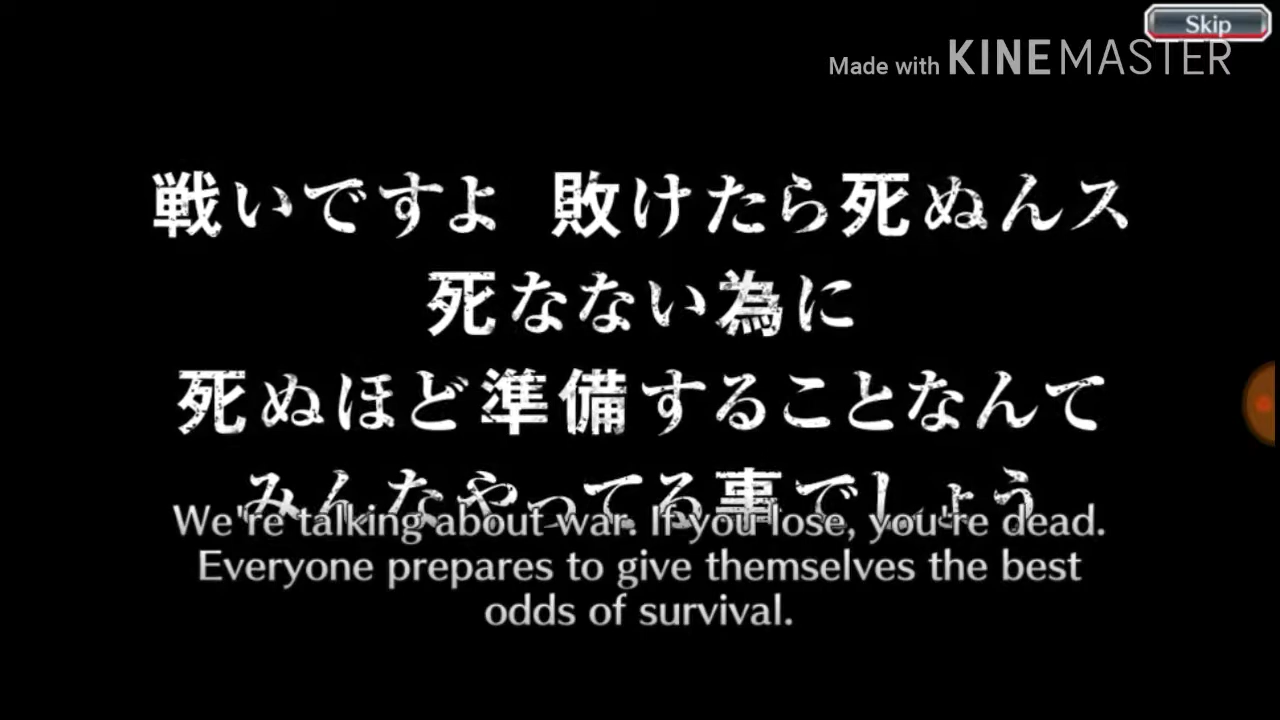 Skip
Made with KINEMASTER
戦いですよ 敗けたら死ぬんス
死なない為に
死ぬほど準備することなんて
みんなやってる事でしょう
We're talking about war. If you lose, you're dead.
Everyone prepares to give themselves the best
odds of survival.